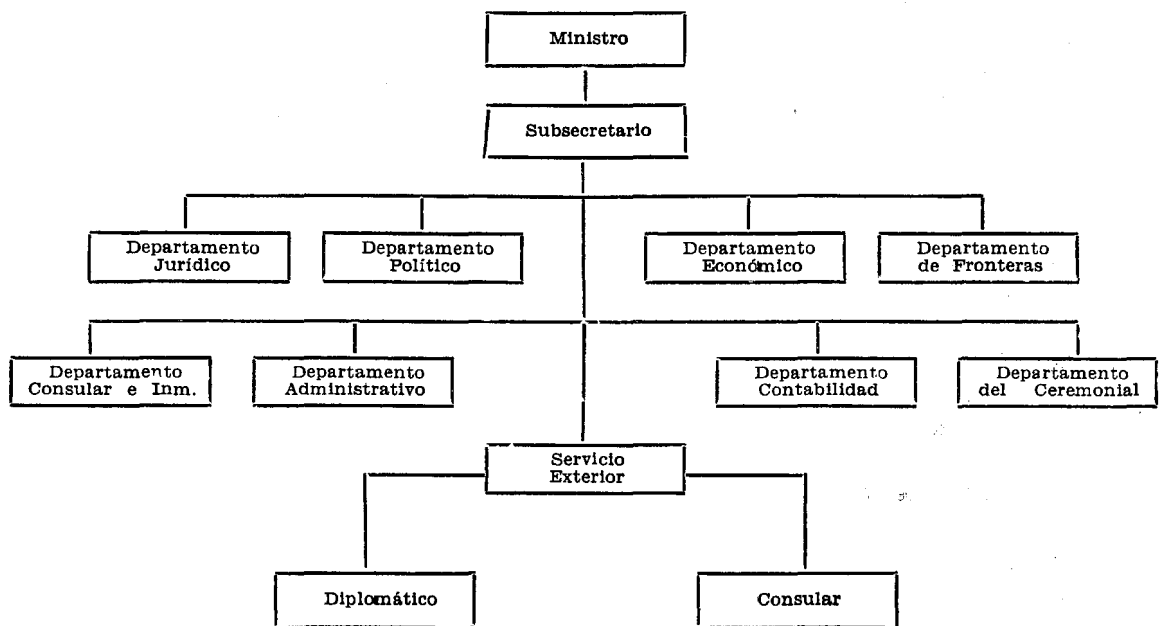 Ministro
Subsecretario
Departamento
Jurídico
Departamento
Político
Departamento
Económico
Departamento
de Fronteras
Departamento
Consular e Inm.
Departamento
Administrativo
Departamento
Contabilidad
Departamento
del Ceremonial
Servicio
Exterior
Diplomático
Consular